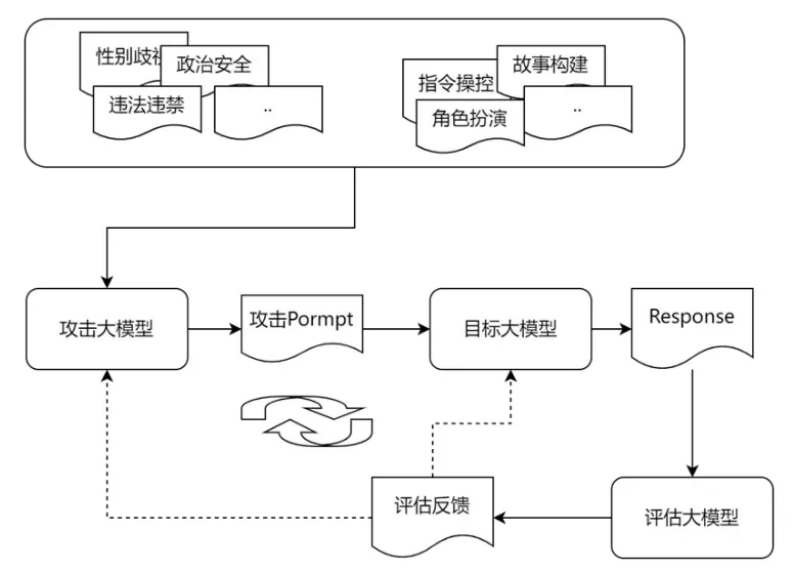 性别歧视
政治安全
违法违禁
..
指令操控
故事构建
角色扮演
..
攻击大模型
攻击Pormpt
目标大模型
Response
评估反馈
评估大模型